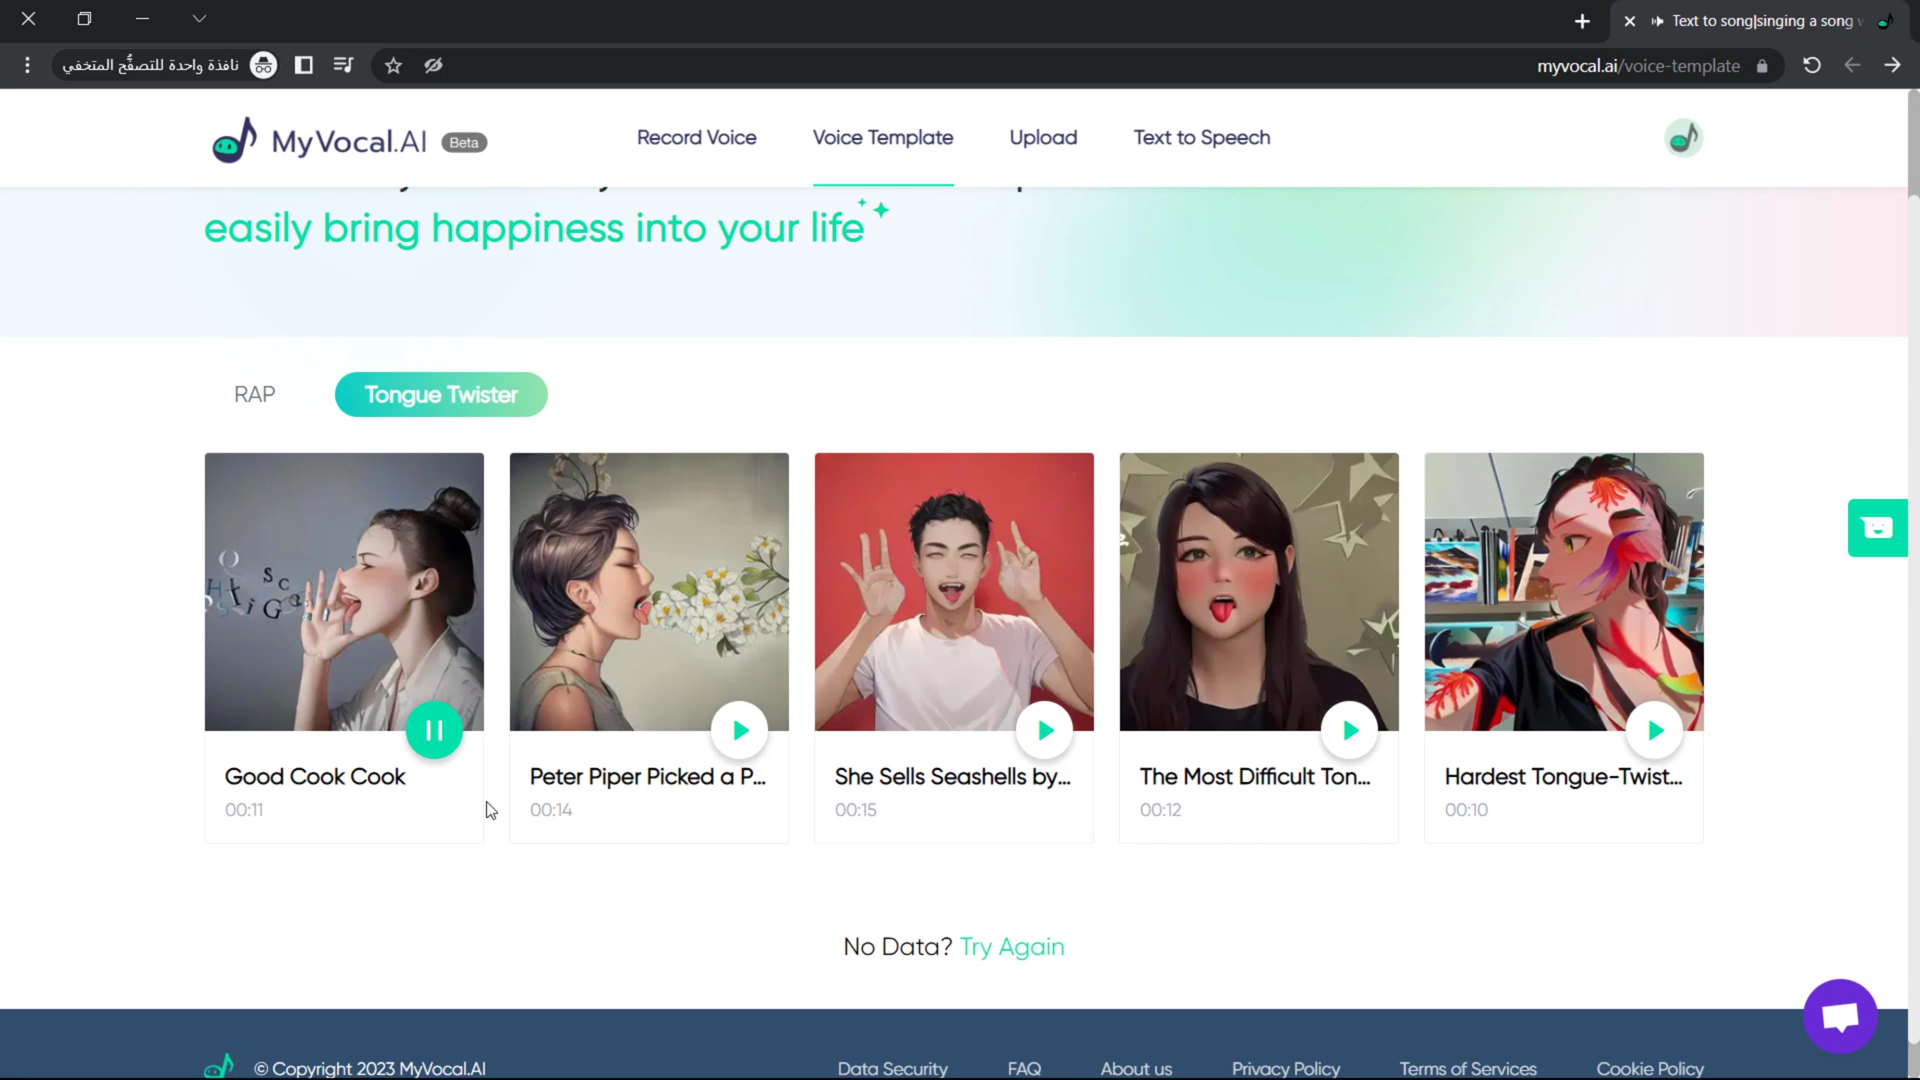 Text to song|singing a song
نافذة واحدة للتصفُّح المتخفي
myvocal.ai/voice-template
MyVocal.AI Beta
Record Voice
Voice Template
Upload
Text to Speech
easily bring happiness into your life
RAP
Tongue Twister
Good Cook Cook
00:11
Peter Piper Picked a P...
00:14
She Sells Seashells by...
00:15
The Most Difficult Ton...
00:12
Hardest Tongue-Twist...
00:10
No Data? Try Again
© Copyright 2023 MyVocal.AI
Data Security
FAQ
About us
Privacy Policy
Terms of Services
Cookie Policy